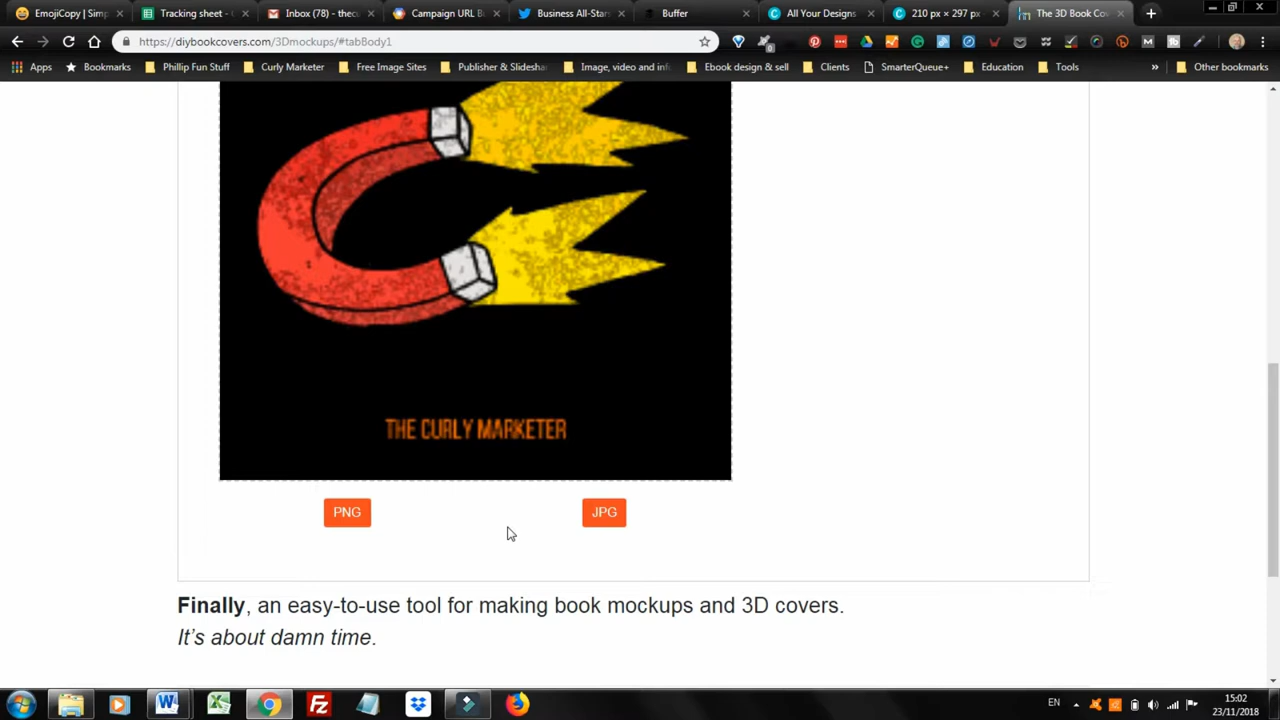 EmojiCopy | Simp
Tracking sheet -
Inbox (78) - thecu
Campaign URL Bu
Business All-Stars
Buffer
All Your Designs
210 px × 297 px
The 3D Book Cov
https://diybookcovers.com/3Dmockups/#tabBody1
Apps
Bookmarks
Phillip Fun Stuff
Curly Marketer
Free Image Sites
Publisher & Slidesha
Image, video and info
Ebook design & sell
Clients
SmarterQueue+
Education
Tools
»
Other bookmarks
THE CURLY MARKETER
PNG
JPG
Finally, an easy-to-use tool for making book mockups and 3D covers.
It's about damn time.
EN
15:02
23/11/2018